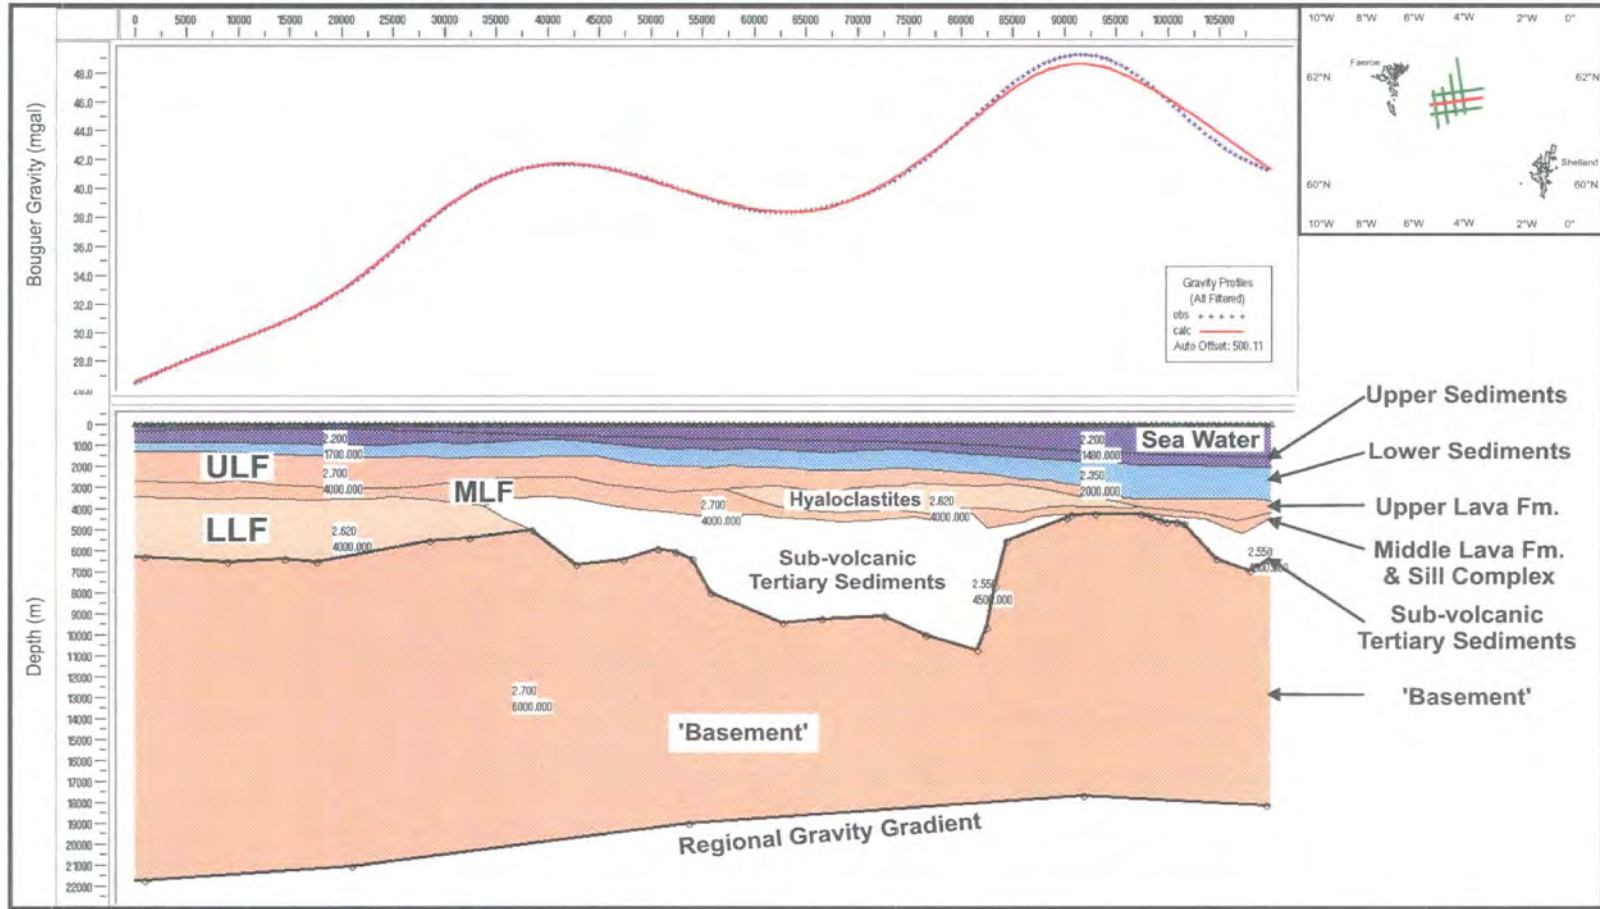 0 5000 10000 15000 20000 25000 30000 35000 40000 45000 50000 55000 60000 65000 70000 75000 80000 85000 90000 95000 100000 105000
Bouguer Gravity (mgal)
48.0
46.0
44.0
42.0
40.0
38.0
36.0
34.0
32.0
30.0
28.0
Gravity Profiles
(All Filtered)
obs
calc
Auto Offset: 500.11
10°W 8°W 6°W 4°W 2°W 0°
Faeroe
62°N 62°N
Shetland
60°N 60°N
10°W 8°W 6°W 4°W 2°W 0°
Depth (m)
0
1000
2000
3000
4000
5000
6000
7000
8000
9000
10000
11000
12000
13000
14000
15000
16000
17000
18000
19000
20000
21000
22000
2.200
1700.000
2.200
1480.000
Sea Water
ULF
2.700
4000.000
MLF
2.350
2000.000
Hyaloclastites
2.620
4000.000
2.700
4000.000
LLF
2.620
4000.000
Sub-volcanic
Tertiary Sediments
2.550
2.700
6000.000
'Basement'
Regional Gravity Gradient
Upper Sediments
Lower Sediments
Upper Lava Fm.
Middle Lava Fm.
& Sill Complex
Sub-volcanic
Tertiary Sediments
'Basement'